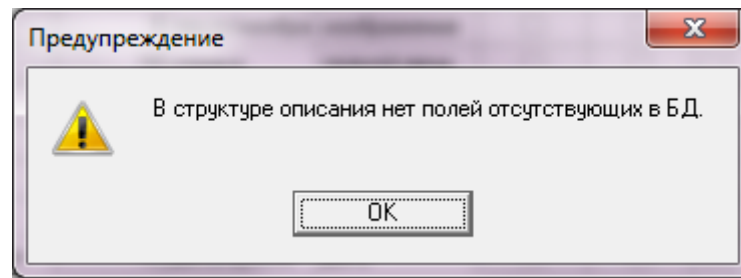 Предупреждение
В структуре описания нет полей отсутствующих в БД.
OK